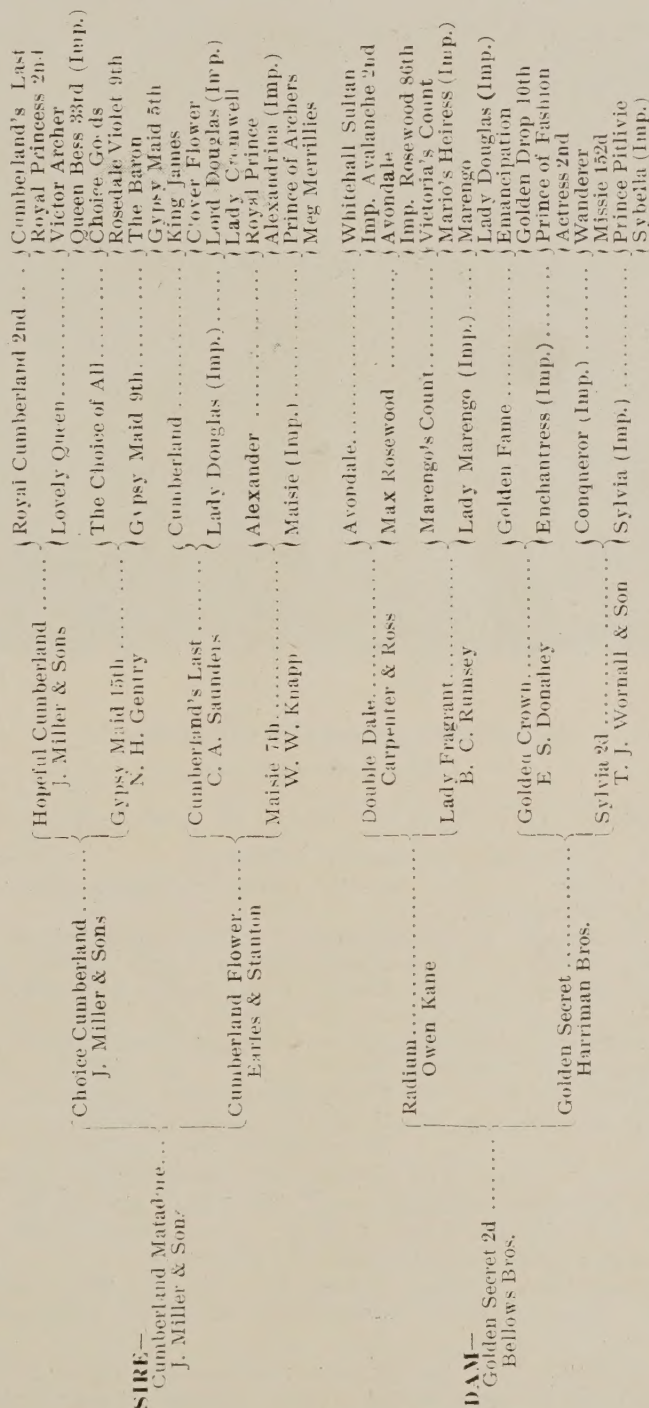 SIRE—
Cumberland Matadore...
J. Miller & Sons
Choice Cumberland ........
J. Miller & Sons
Cumberland Flower.......
Earles & Stanton
Hopeful Cumberland ......
J. Miller & Sons
Gypsy Maid 15th ..........
N. H. Gentry
Cumberland's Last ........
C. A. Saunders
Maisie 7th...............
W. W. Knapp
Royal Cumberland 2nd ....
Lovely Queen.............
The Choice of All..........
Gypsy Maid 9th..........
Cumberland ..............
Lady Douglas (Imp.)......
Alexander ...............
Maisie (Imp.).............
Cumberland's Last
Royal Princess 2nd
Victor Archer
Queen Bess 33rd (Imp.)
Choice Goods
Rosedale Violet 9th
The Baron
Gypsy Maid 5th
King James
Clover Flower
Lord Douglas (Imp.)
Lady Cromwell
Royal Prince
Alexandrina (Imp.)
Prince of Archers
Meg Merrillies
DAM—
Golden Secret 2d .........
Bellows Bros.
Radium..................
Owen Kane
Golden Secret ............
Harriman Bros.
Double Dale..............
Carpenter & Ross
Lady Fragrant............
B. C. Rumsey
Golden Crown............
E. S. Donahey
Sylvia 2d ................
T. J. Wornall & Son
Avondale.................
Max Rosewood ..........
Marengo's Count..........
Lady Marengo (Imp.).....
Golden Fame ............
Enchantress (Imp.).......
Conqueror (Imp.) ........
Sylvia (Imp.) ............
Whitehall Sultan
Imp. Avalanche 2nd
Avondale
Imp. Rosewood 86th
Victoria's Count
Mario's Heiress (Imp.)
Marengo
Lady Douglas (Imp.)
Emancipation
Golden Drop 10th
Prince of Fashion
Actress 2nd
Wanderer
Missie 152d
Prince Pitlivie
Sybella (Imp.)